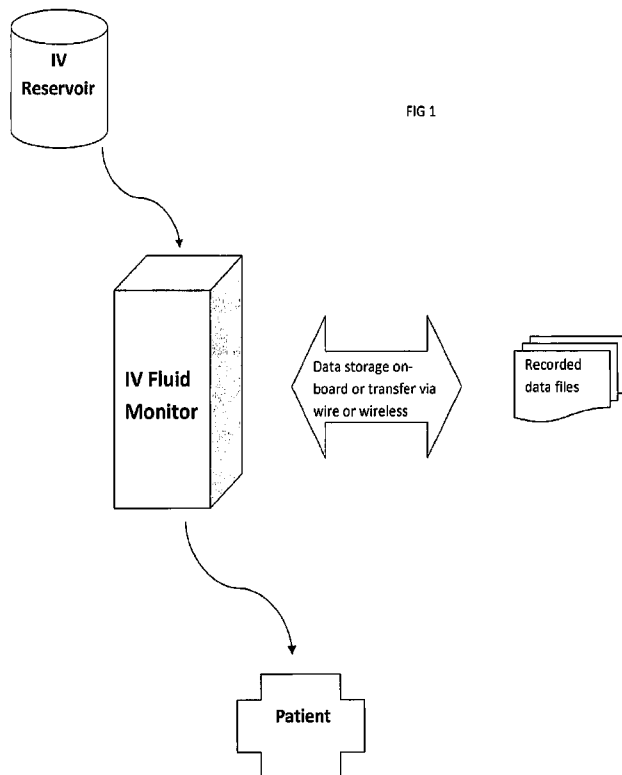 IV
Reservoir
FIG 1
IV Fluid
Monitor
Data storage on-
board or transfer via
wire or wireless
Recorded
data files
Patient